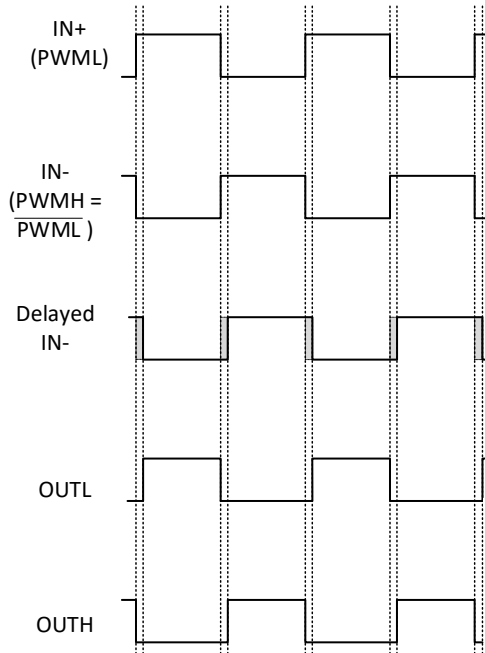 IN+
(PWML)
IN-
(PWMH =
PWML )
Delayed
IN-
OUTL
OUTH